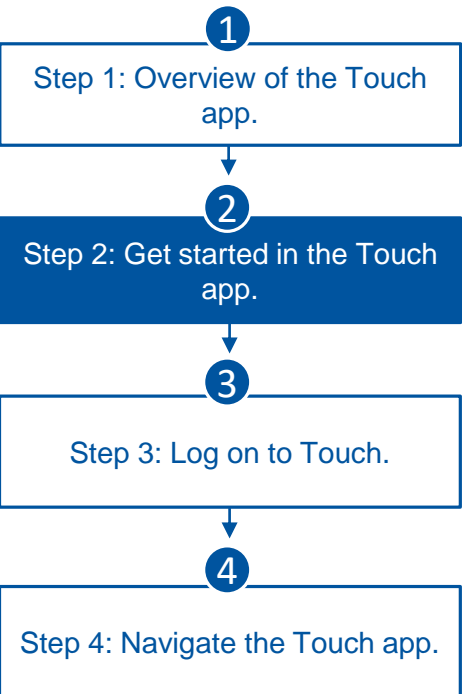 1
Step 1: Overview of the Touch
app.
2
Step 2: Get started in the Touch
app.
3
Step 3: Log on to Touch.
4
Step 4: Navigate the Touch app.